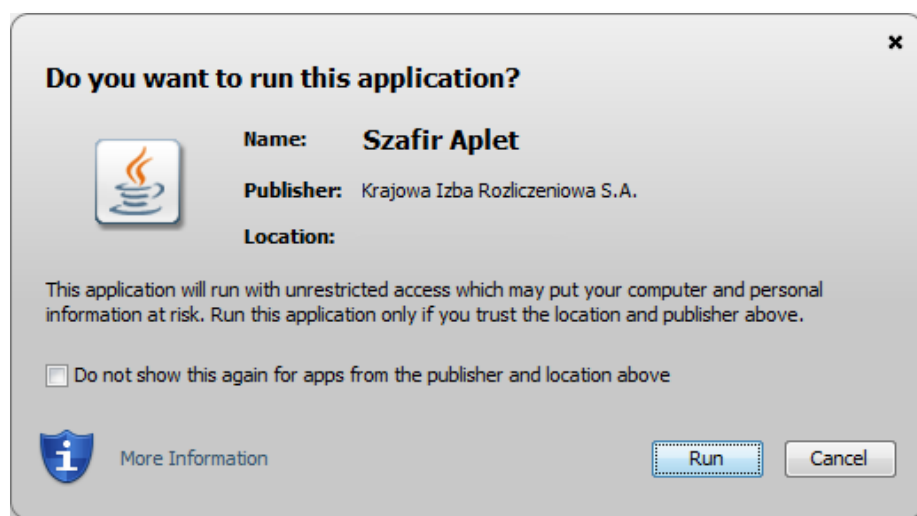 Do you want to run this application?
Name: Szafir Aplet
Publisher: Krajowa Izba Rozliczeniowa S.A.
Location:
This application will run with unrestricted access which may put your computer and personal
information at risk. Run this application only if you trust the location and publisher above.
Do not show this again for apps from the publisher and location above
More Information
Run
Cancel